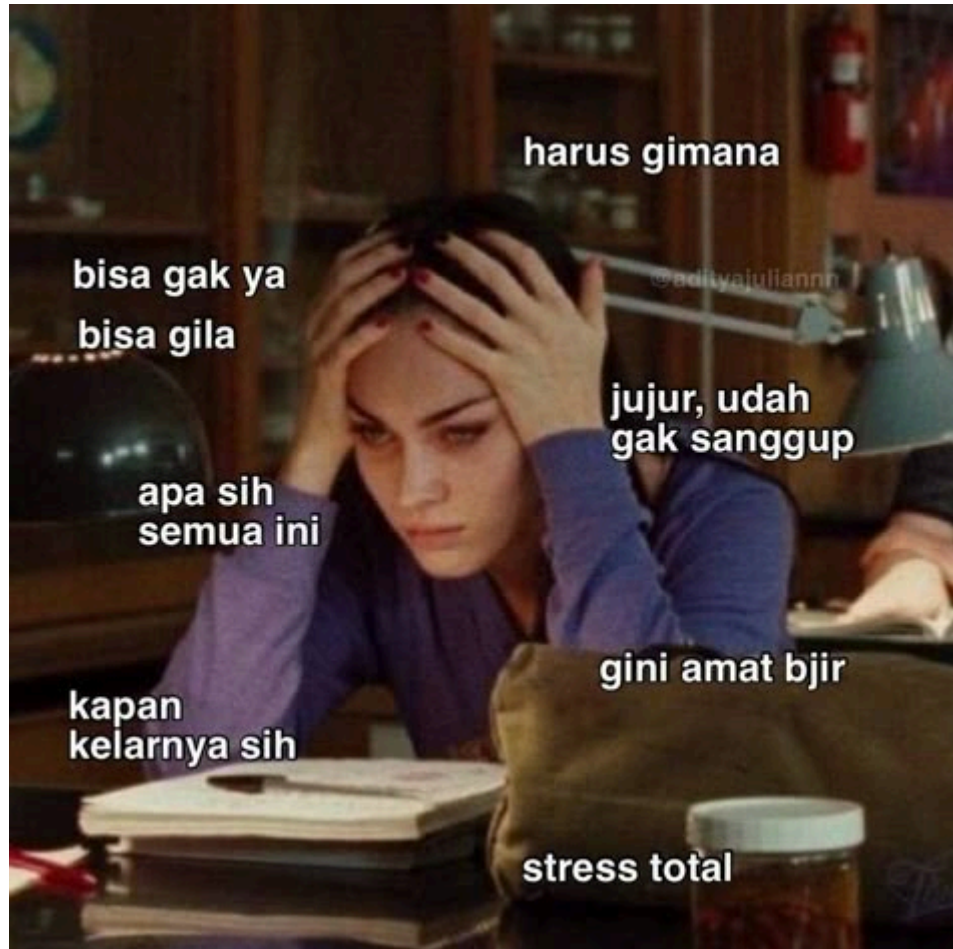 harus gimana
bisa gak ya
@adityajuliannn
bisa gila
jujur, udah
gak sanggup
apa sih
semua ini
gini amat bjir
kapan
kelarnya sih
stress total